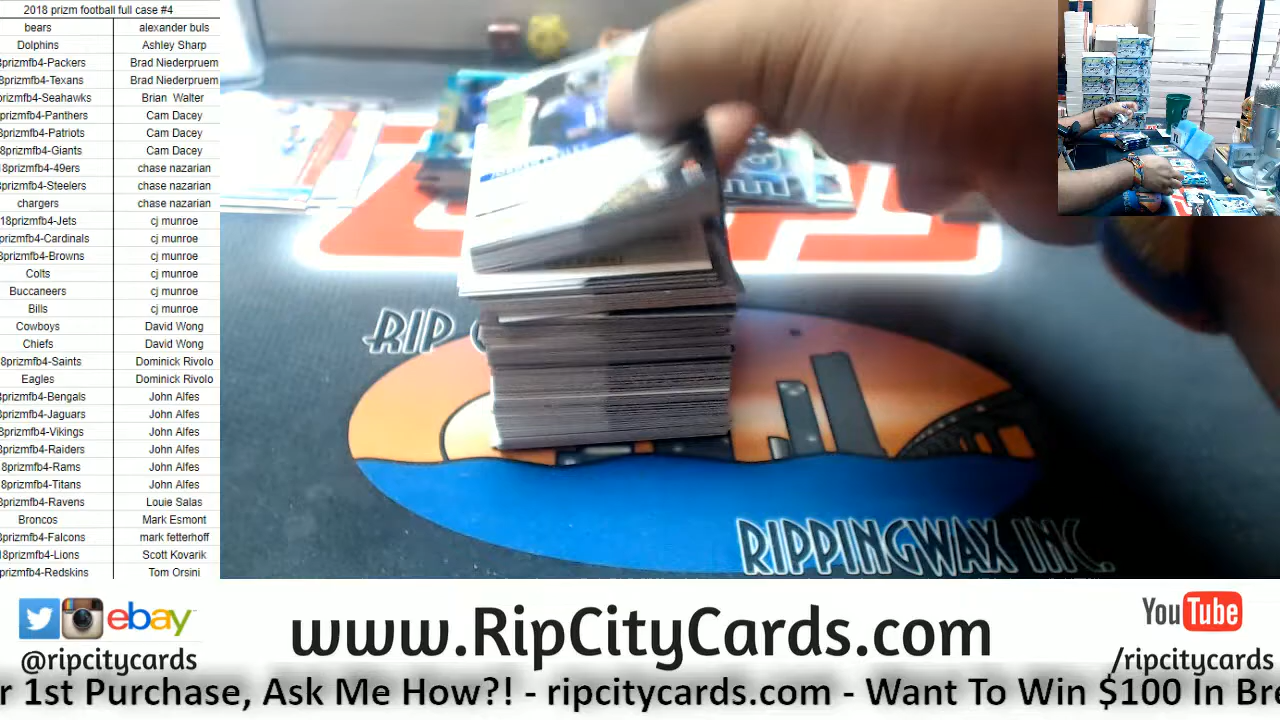 2018 prizm football full case #4
bears alexander buls
Dolphins Ashley Sharp
8prizmfb4-Packers Brad Niederpruem
8prizmfb4-Texans Brad Niederpruem
prizmfb4-Seahawks Brian Walter
prizmfb4-Panthers Cam Dacey
prizmfb4-Patriots Cam Dacey
8prizmfb4-Giants Cam Dacey
18prizmfb4-49ers chase nazarian
prizmfb4-Steelers chase nazarian
chargers chase nazarian
18prizmfb4-Jets cj munroe
prizmfb4-Cardinals cj munroe
8prizmfb4-Browns cj munroe
Colts cj munroe
Buccaneers cj munroe
Bills cj munroe
Cowboys David Wong
Chiefs David Wong
8prizmfb4-Saints Dominick Rivolo
Eagles Dominick Rivolo
prizmfb4-Bengals John Alfes
prizmfb4-Jaguars John Alfes
8prizmfb4-Vikings John Alfes
8prizmfb4-Raiders John Alfes
8prizmfb4-Rams John Alfes
8prizmfb4-Titans John Alfes
8prizmfb4-Ravens Louie Salas
Broncos Mark Esmont
prizmfb4-Falcons mark fetterhoff
18prizmfb4-Lions Scott Kovarik
prizmfb4-Redskins Tom Orsini
RIP
RIPPINGWAX INC.
ebay
@ripcitycards
www.RipCityCards.com
YouTube
/ripcitycards
r 1st Purchase, Ask Me How?! - ripcitycards.com - Want To Win $100 In Bre